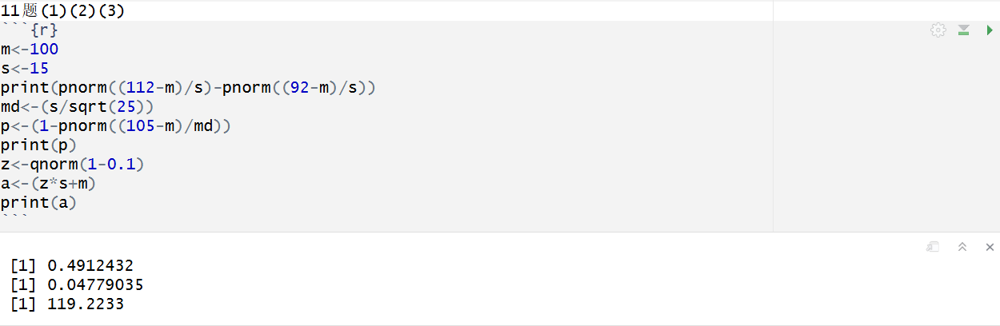 11题(1)(2)(3)
```{r}
m<-100
s<-15
print(pnorm((112-m)/s)-pnorm((92-m)/s))
md<-(s/sqrt(25))
p<-(1-pnorm((105-m)/md))
print(p)
z<-qnorm(1-0.1)
a<-(z*s+m)
print(a)
```
[1] 0.4912432
[1] 0.04779035
[1] 119.2233